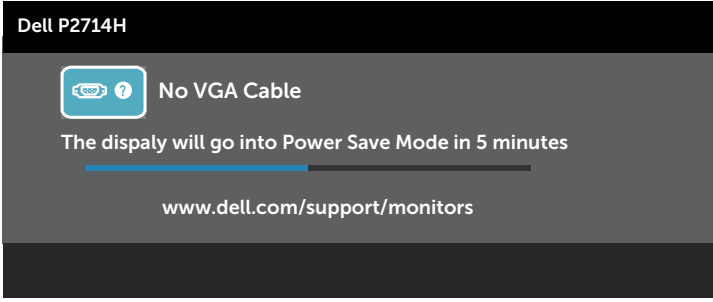 Dell P2714H
? No VGA Cable
The dispaly will go into Power Save Mode in 5 minutes
www.dell.com/support/monitors